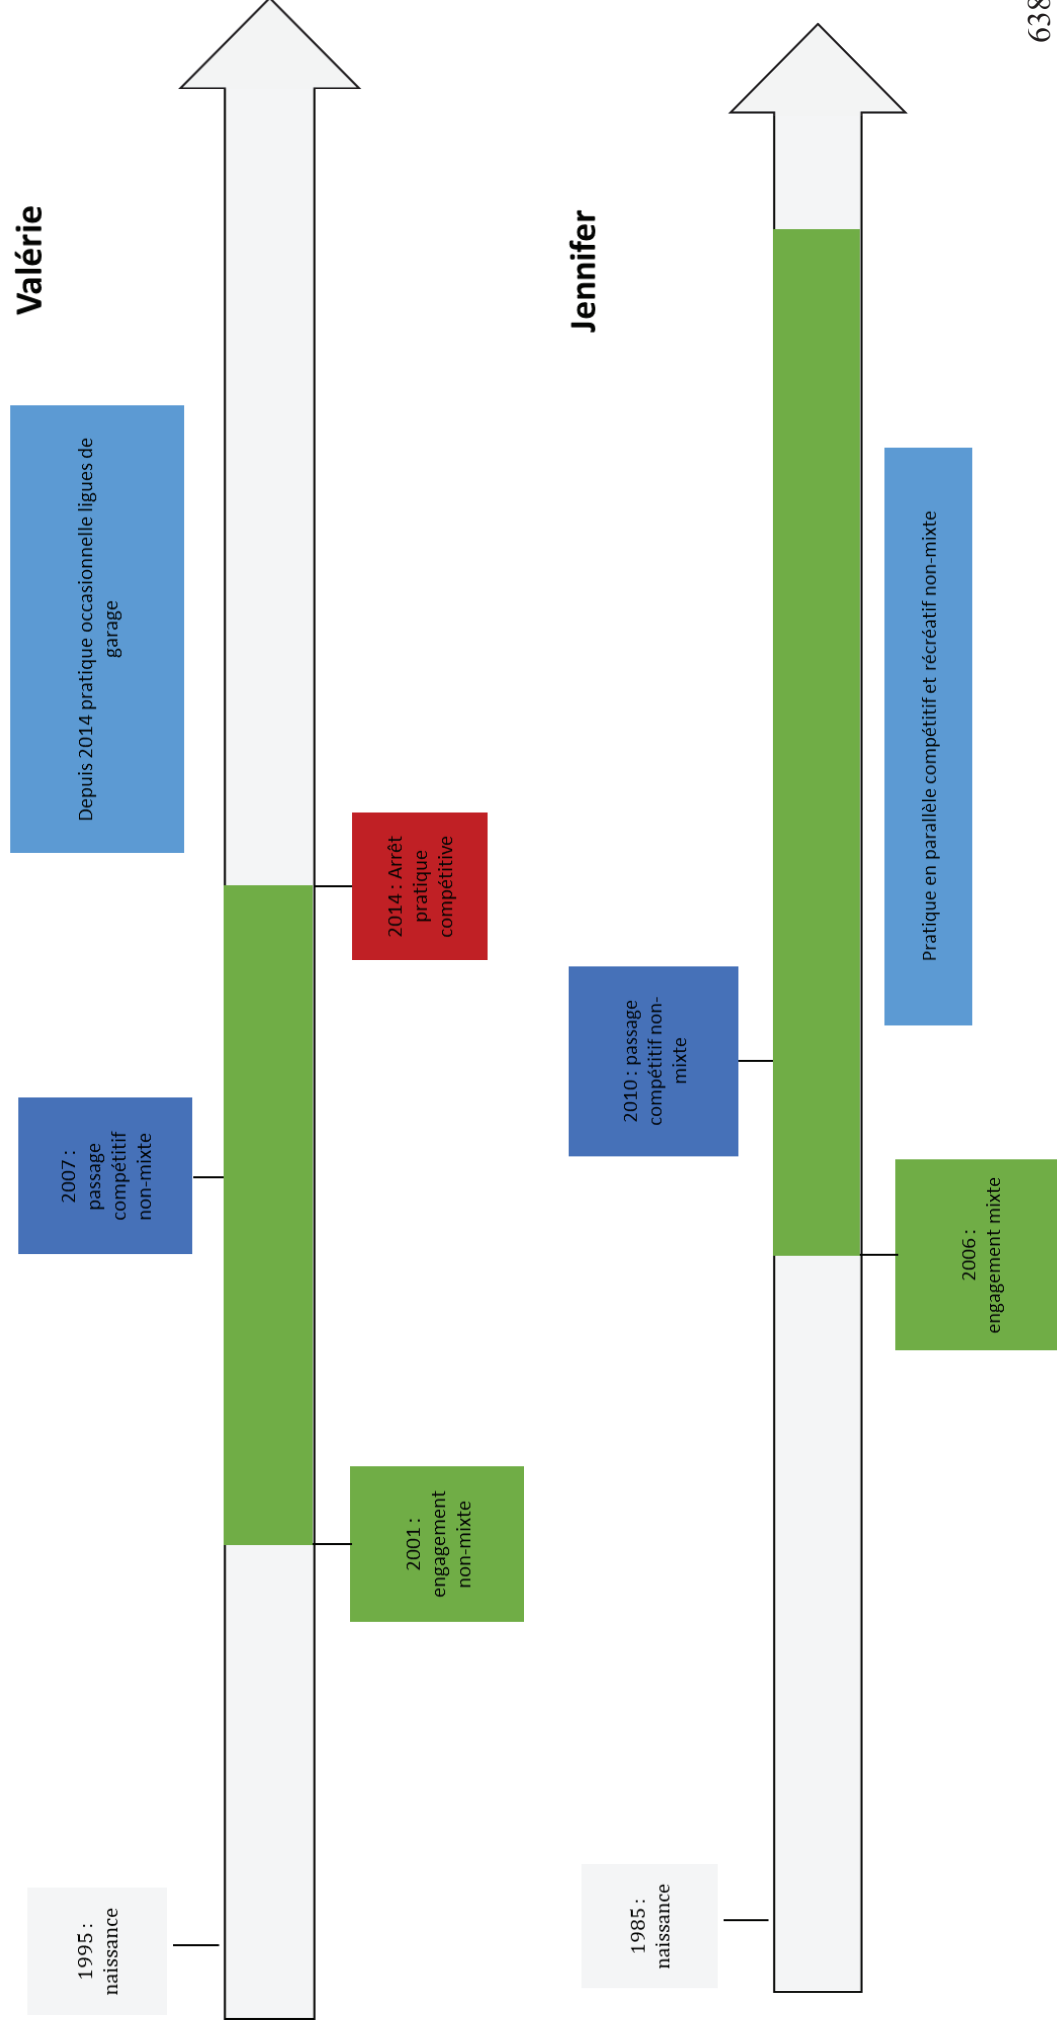 Valérie
1995 :
naissance
2007 :
passage
compétitif
non-mixte
Depuis 2014 pratique occasionnelle ligues de
garage
2001 :
engagement
non-mixte
2014 : Arrêt
pratique
compétitive
Jennifer
1985 :
naissance
2010 : passage
compétitif non-
mixte
2006 :
engagement mixte
Pratique en parallèle compétitif et récréatif non-mixte
638